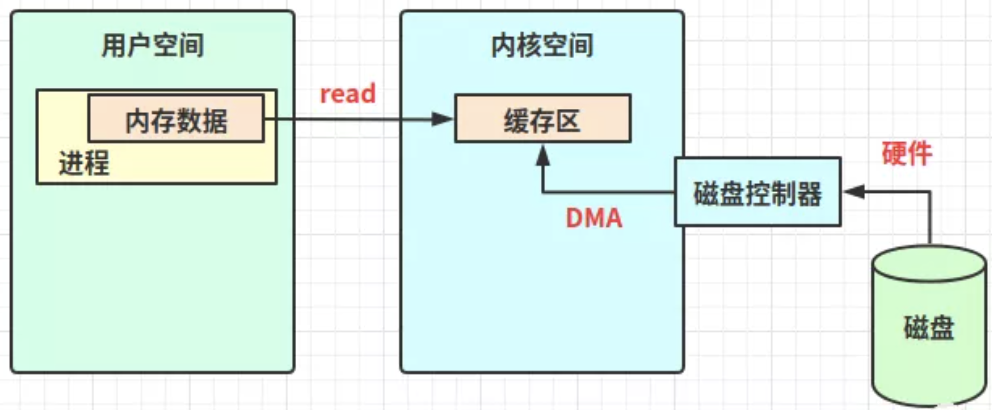 用户空间
内核空间
内存数据
进程
read
缓存区
DMA
磁盘控制器
硬件
磁盘